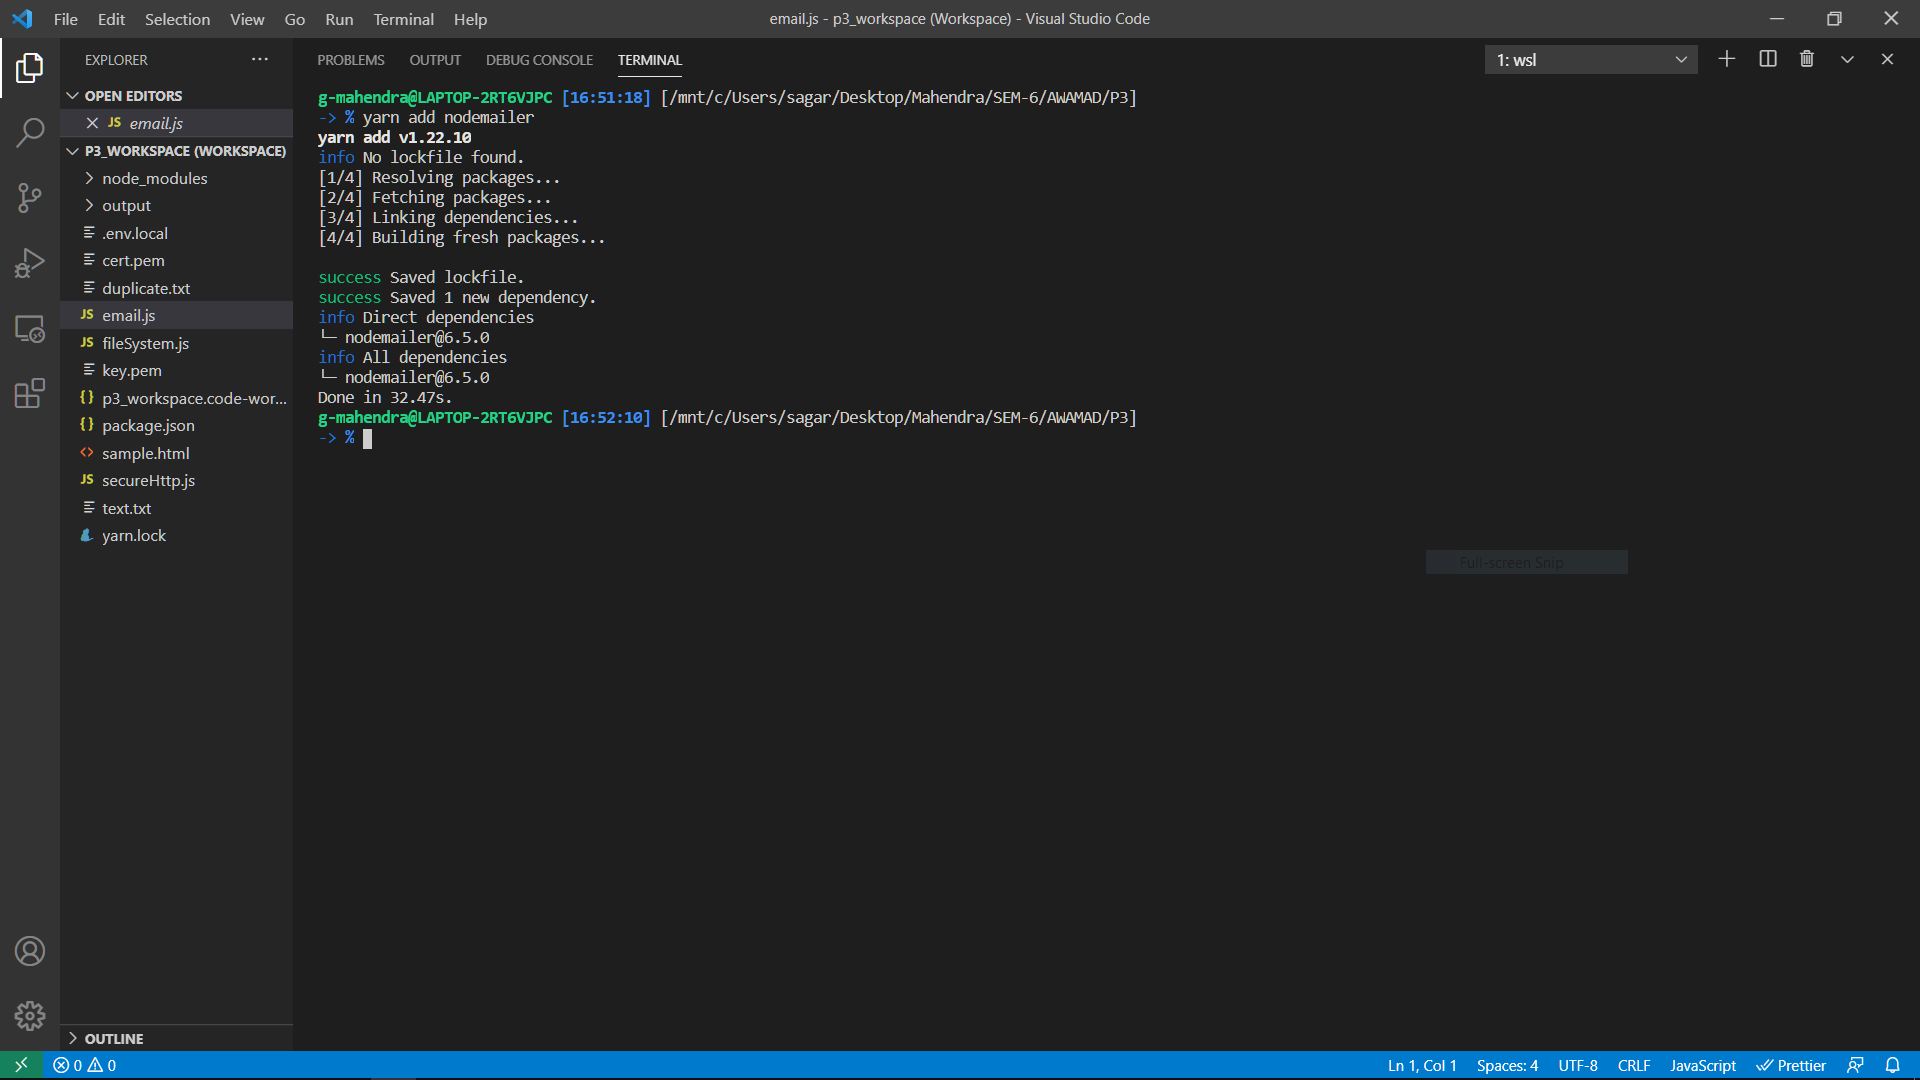 File Edit Selection View Go Run Terminal Help
email.js - p3_workspace (Workspace) - Visual Studio Code
EXPLORER
OPEN EDITORS
JS email.js
P3_WORKSPACE (WORKSPACE)
node_modules
output
.env.local
cert.pem
duplicate.txt
JS email.js
JS fileSystem.js
key.pem
{} p3_workspace.code-wor...
{} package.json
<> sample.html
JS secureHttp.js
text.txt
yarn.lock
OUTLINE
PROBLEMS OUTPUT DEBUG CONSOLE TERMINAL
1: wsl
g-mahendra@LAPTOP-2RT6VJPC [16:51:18] [/mnt/c/Users/sagar/Desktop/Mahendra/SEM-6/AWAMAD/P3]
-> % yarn add nodemailer
yarn add v1.22.10
info No lockfile found.
[1/4] Resolving packages...
[2/4] Fetching packages...
[3/4] Linking dependencies...
[4/4] Building fresh packages...
success Saved lockfile.
success Saved 1 new dependency.
info Direct dependencies
└─ nodemailer@6.5.0
info All dependencies
└─ nodemailer@6.5.0
Done in 32.47s.
g-mahendra@LAPTOP-2RT6VJPC [16:52:10] [/mnt/c/Users/sagar/Desktop/Mahendra/SEM-6/AWAMAD/P3]
-> %
Full-screen Snip
0 0
Ln 1, Col 1 Spaces: 4 UTF-8 CRLF JavaScript Prettier